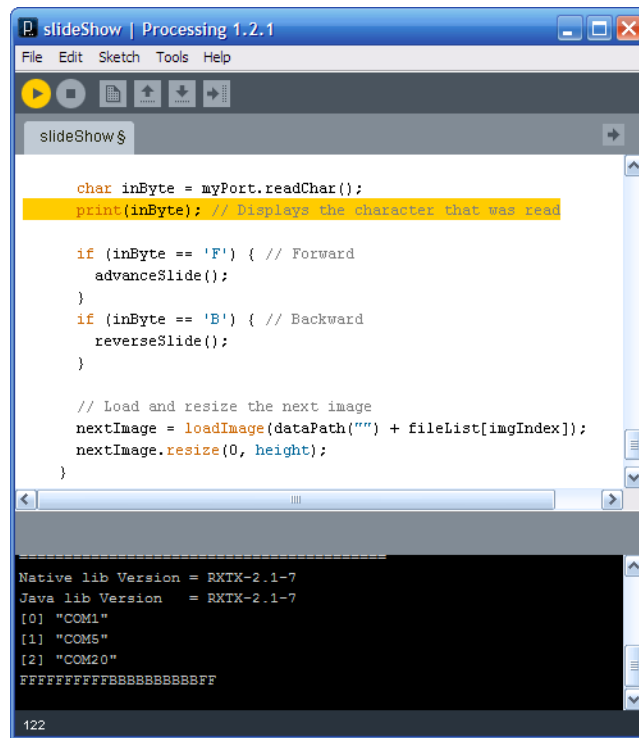 slideShow | Processing 1.2.1
File Edit Sketch Tools Help
slideShow §
char inByte = myPort.readChar();
print(inByte); // Displays the character that was read
if (inByte == 'F') { // Forward
advanceSlide();
}
if (inByte == 'B') { // Backward
reverseSlide();
}
// Load and resize the next image
nextImage = loadImage(dataPath("") + fileList[imgIndex]);
nextImage.resize(0, height);
}
=========================================
Native lib Version = RXTX-2.1-7
Java lib Version   = RXTX-2.1-7
[0] "COM1"
[1] "COM5"
[2] "COM20"
FFFFFFFFFFBBBBBBBBBBFF
122